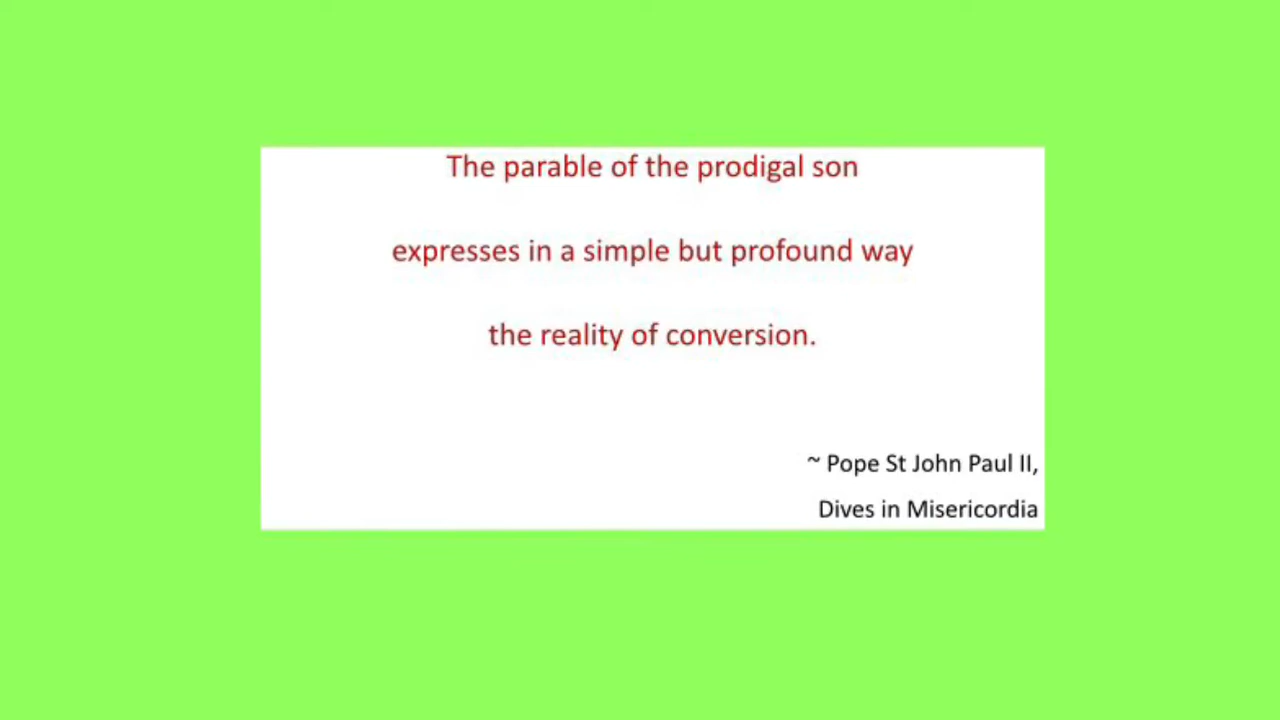 The parable of the prodigal son
expresses in a simple but profound way
the reality of conversion.
~ Pope St John Paul II,
Dives in Misericordia